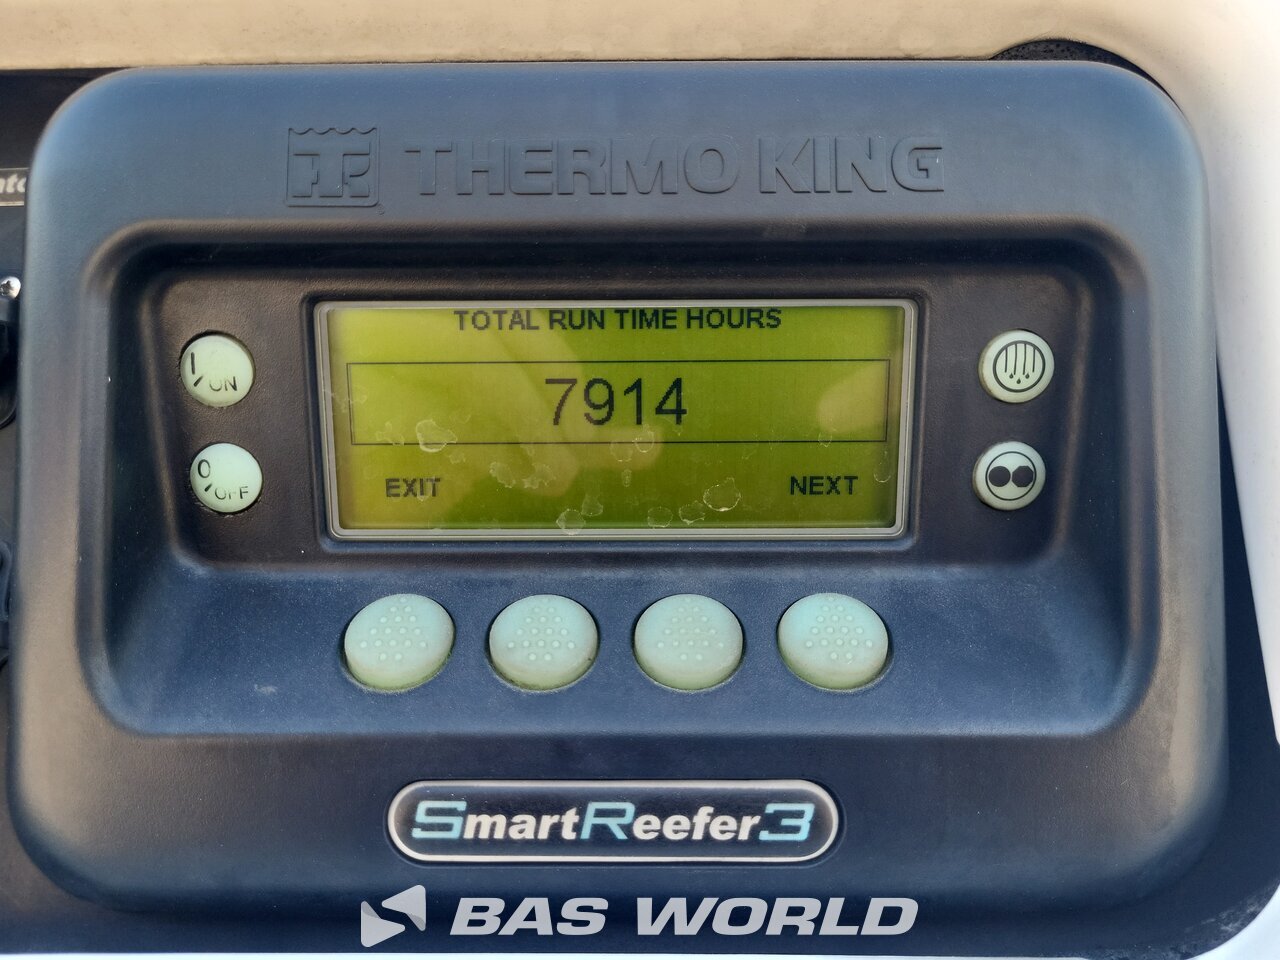 THERMO KING
TOTAL RUN TIME HOURS
ON
7914
OFF
EXIT
NEXT
SmartReefer3
BAS WORLD